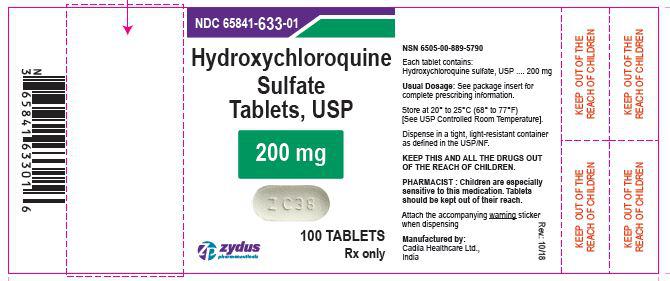 N
3 65841 63301 6
NDC 65841-633-01
Hydroxychloroquine
Sulfate
Tablets, USP
200 mg
Z C38
100 TABLETS
Rx only
zydus
pharmaceuticals
NSN 6505-00-889-5790
Each tablet contains:
Hydroxychloroquine sulfate, USP .... 200 mg
Usual Dosage: See package insert for
complete prescribing information.
Store at 20° to 25°C (68° to 77°F)
[See USP Controlled Room Temperature].
Dispense in a tight, light-resistant container
as defined in the USP/NF.
KEEP THIS AND ALL THE DRUGS OUT
OF THE REACH OF CHILDREN.
PHARMACIST : Children are especially
sensitive to this medication. Tablets
should be kept out of their reach.
Attach the accompanying warning sticker
when dispensing
Manufactured by:
Cadila Healthcare Ltd.,
India
Rev.: 10/18
KEEP OUT OF THE
REACH OF CHILDREN
KEEP OUT OF THE
REACH OF CHILDREN
KEEP OUT OF THE
REACH OF CHILDREN
KEEP OUT OF THE
REACH OF CHILDREN